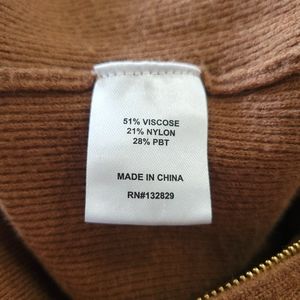 51% VISCOSE
21% NYLON
28% PBT
MADE IN CHINA
RN#132829